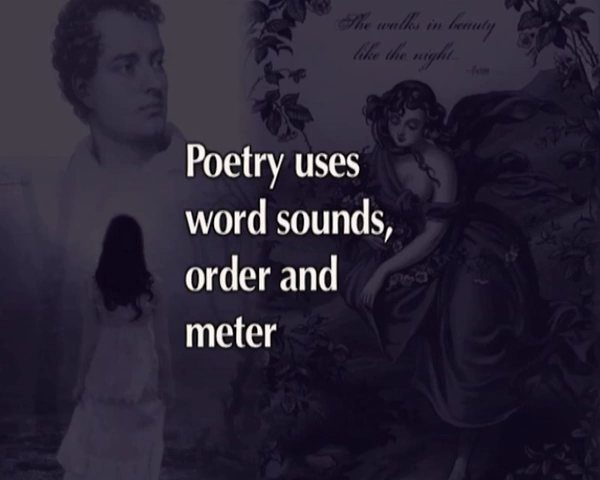 She walks in beauty
like the night...
Poetry uses
word sounds,
order and
meter